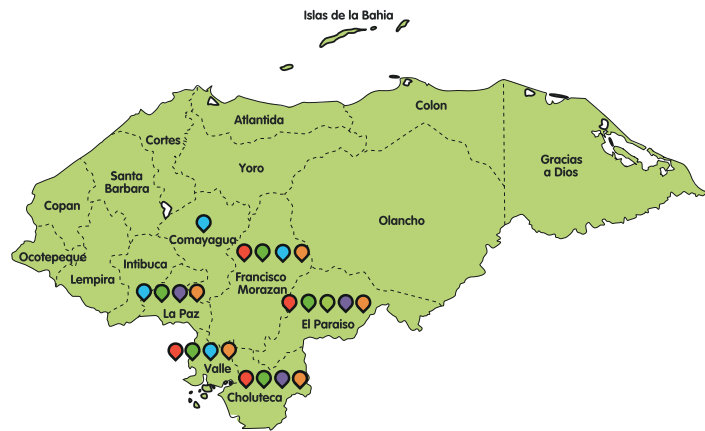 Islas de la Bahia
Colon
Atlantida
Cortes
Gracias
a Dios
Yoro
Santa
Barbara
Copan
Olancho
Comayagua
Ocotepeque
Intibuca
Lempira
Francisco
Morazan
La Paz
El Paraiso
Valle
Choluteca